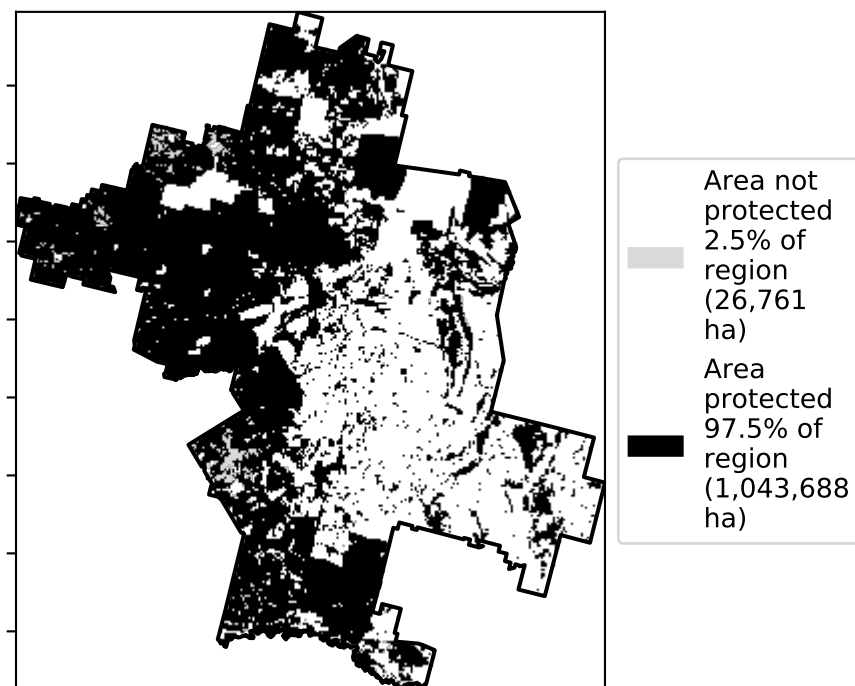 Area not
protected
2.5% of
region
(26,761
ha)
Area
protected
97.5% of
region
(1,043,688
ha)